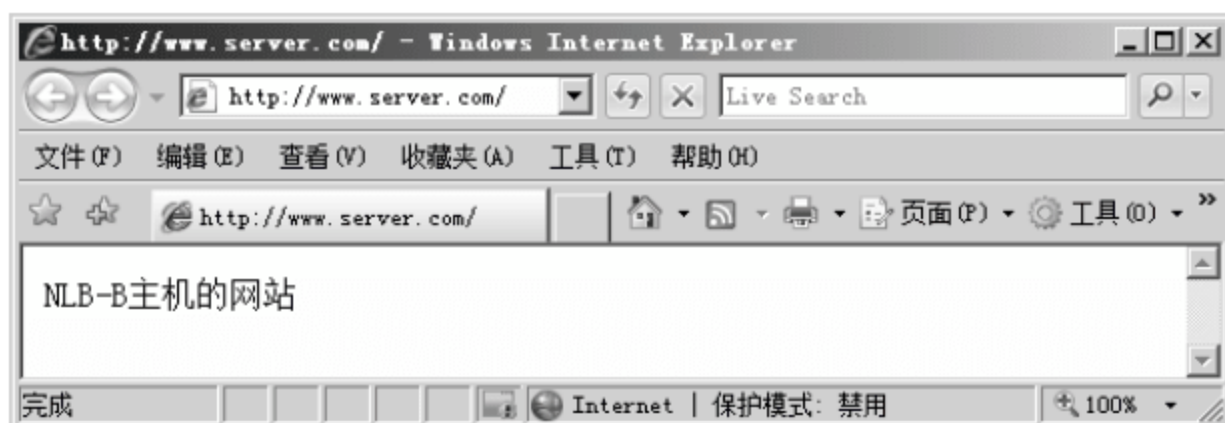 http://www.server.com/ - Windows Internet Explorer
http://www.server.com/ Live Search
文件(F) 编辑(E) 查看(V) 收藏夹(A) 工具(T) 帮助(H)
http://www.server.com/ 页面(P) 工具(O) »
NLB-B主机的网站
完成 Internet | 保护模式: 禁用 100%